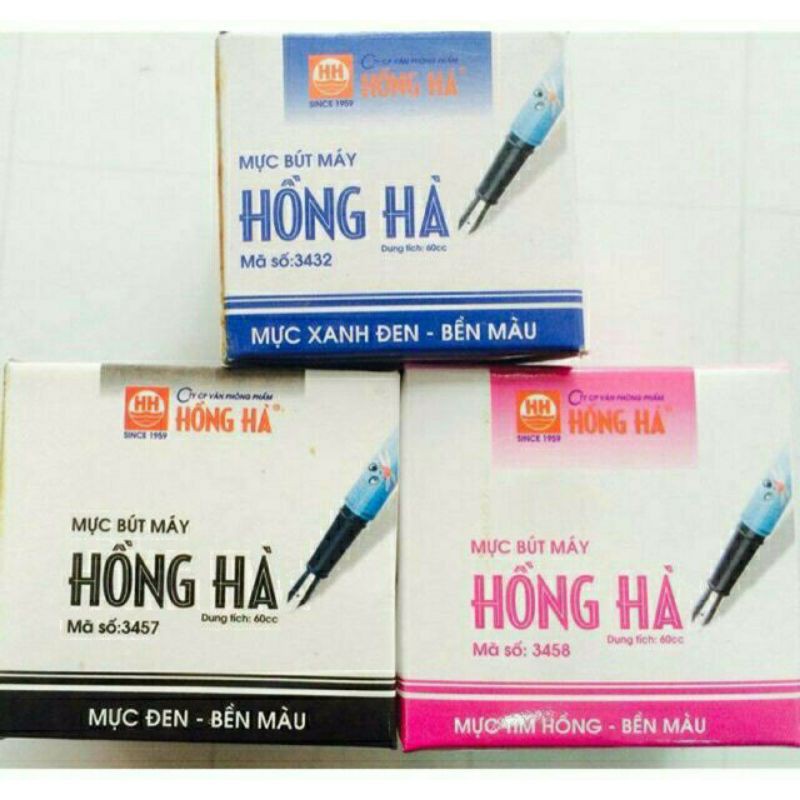 HH
SINCE 1959
CTY CP VĂN PHÒNG PHẨM
HỒNG HÀ®
MỰC BÚT MÁY
HỒNG HÀ
Dung tích: 60cc
Mã số:3432
MỰC XANH ĐEN - BỀN MÀU
HH
SINCE 1959
CTY CP VĂN PHÒNG PHẨM
HỒNG HÀ®
MỰC BÚT MÁY
HỒNG HÀ
Dung tích: 60cc
Mã số:3457
MỰC ĐEN - BỀN MÀU
HH
SINCE 1959
CTY CP VĂN PHÒNG PHẨM
HỒNG HÀ®
MỰC BÚT MÁY
HỒNG HÀ
Dung tích: 60cc
Mã số: 3458
MỰC TÍM HỒNG - BỀN MÀU